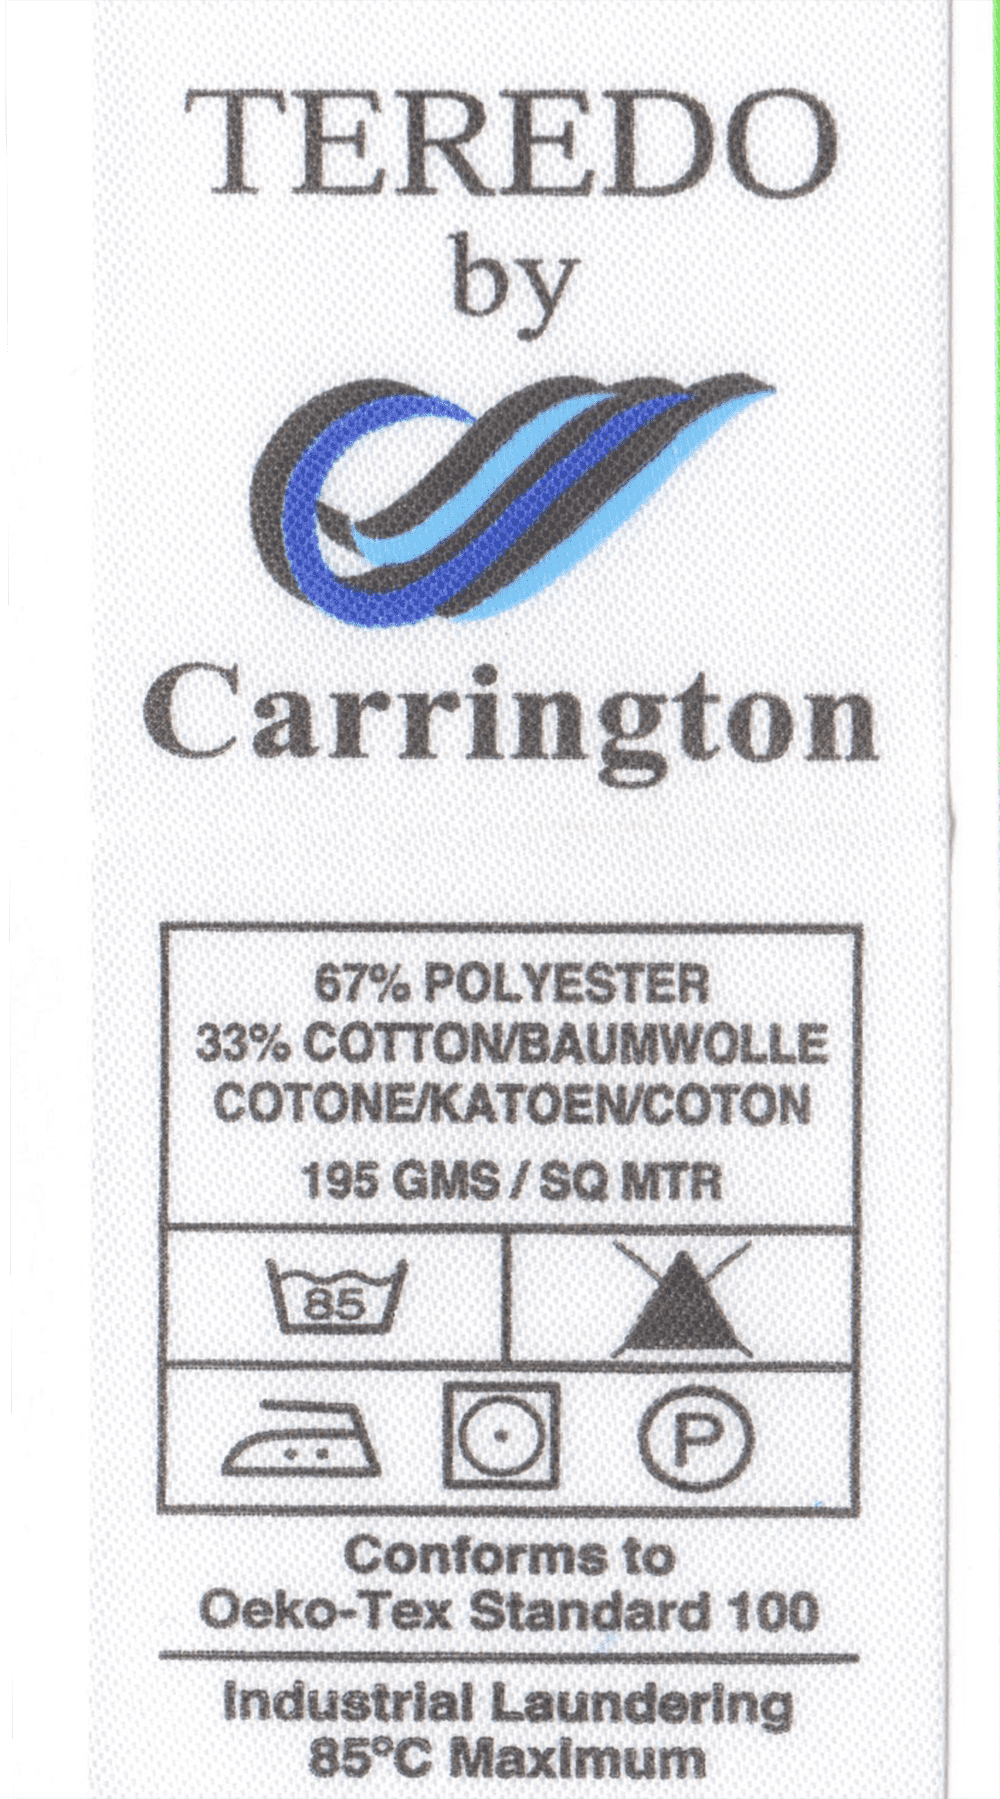 TEREDO
by
Carrington
67% POLYESTER
33% COTTON/BAUMWOLLE
COTONE/KATOEN/COTON
195 GMS / SQ MTR
85
P
Conforms to
Oeko-Tex Standard 100
Industrial Laundering
85°C Maximum